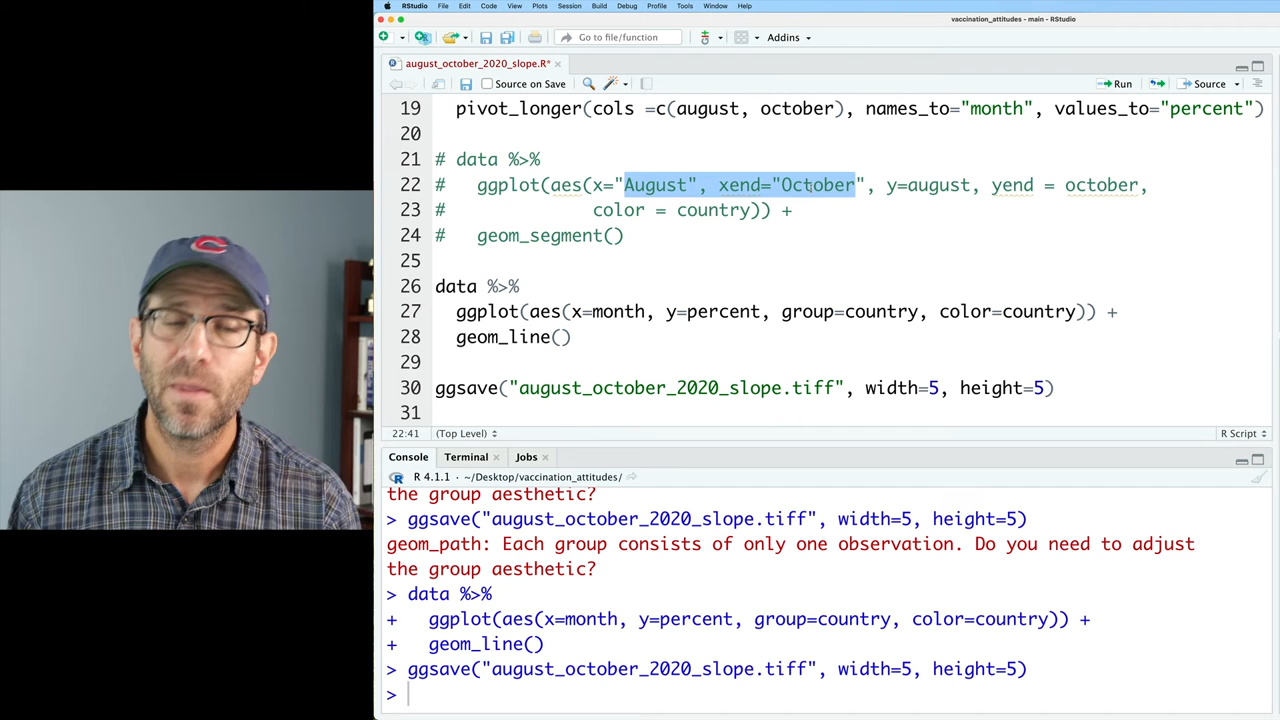 RStudio File Edit Code View Plots Session Build Debug Profile Tools Window Help
vaccination_attitudes - main - RStudio
Go to file/function Addins
august_october_2020_slope.R*
Source on Save Run Source
19 pivot_longer(cols =c(august, october), names_to="month", values_to="percent")
20
21 # data %>%
22 #   ggplot(aes(x="August", xend="October", y=august, yend = october,
23 #              color = country)) +
24 #   geom_segment()
25
26 data %>%
27   ggplot(aes(x=month, y=percent, group=country, color=country)) +
28   geom_line()
29
30 ggsave("august_october_2020_slope.tiff", width=5, height=5)
31
22:41 (Top Level) R Script
Console Terminal Jobs
R 4.1.1 · ~/Desktop/vaccination_attitudes/
the group aesthetic?
> ggsave("august_october_2020_slope.tiff", width=5, height=5)
geom_path: Each group consists of only one observation. Do you need to adjust
the group aesthetic?
> data %>%
+   ggplot(aes(x=month, y=percent, group=country, color=country)) +
+   geom_line()
> ggsave("august_october_2020_slope.tiff", width=5, height=5)
>